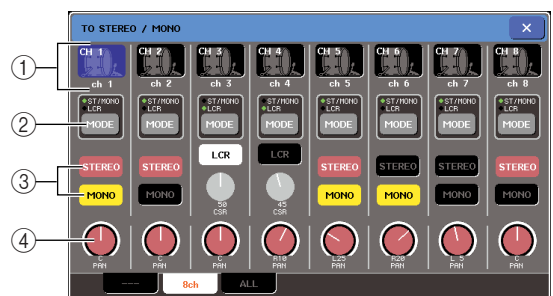 TO STEREO / MONO ×
CH 1 CH 2 CH 3 CH 4 CH 5 CH 6 CH 7 CH 8
1
ch 1 ch 2 ch 3 ch 4 ch 5 ch 6 ch 7 ch 8
ST/MONO ST/MONO ST/MONO ST/MONO ST/MONO ST/MONO ST/MONO ST/MONO
LCR LCR LCR LCR LCR LCR LCR LCR
2 MODE MODE MODE MODE MODE MODE MODE MODE
LCR LCR
STEREO STEREO STEREO STEREO STEREO STEREO
3
MONO MONO MONO MONO MONO MONO
50 45
CSR CSR
4
C C C R10 L25 R20 L 5 C
PAN PAN PAN PAN PAN PAN PAN PAN
--- 8ch ALL